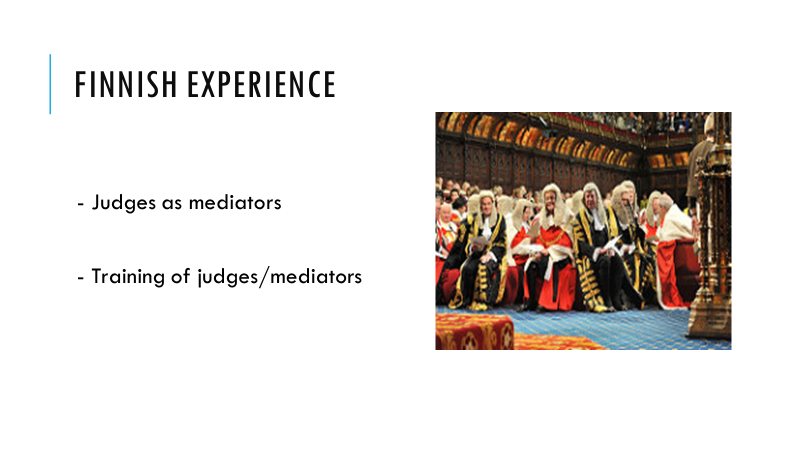 FINNISH EXPERIENCE
- Judges as mediators
- Training of judges/mediators